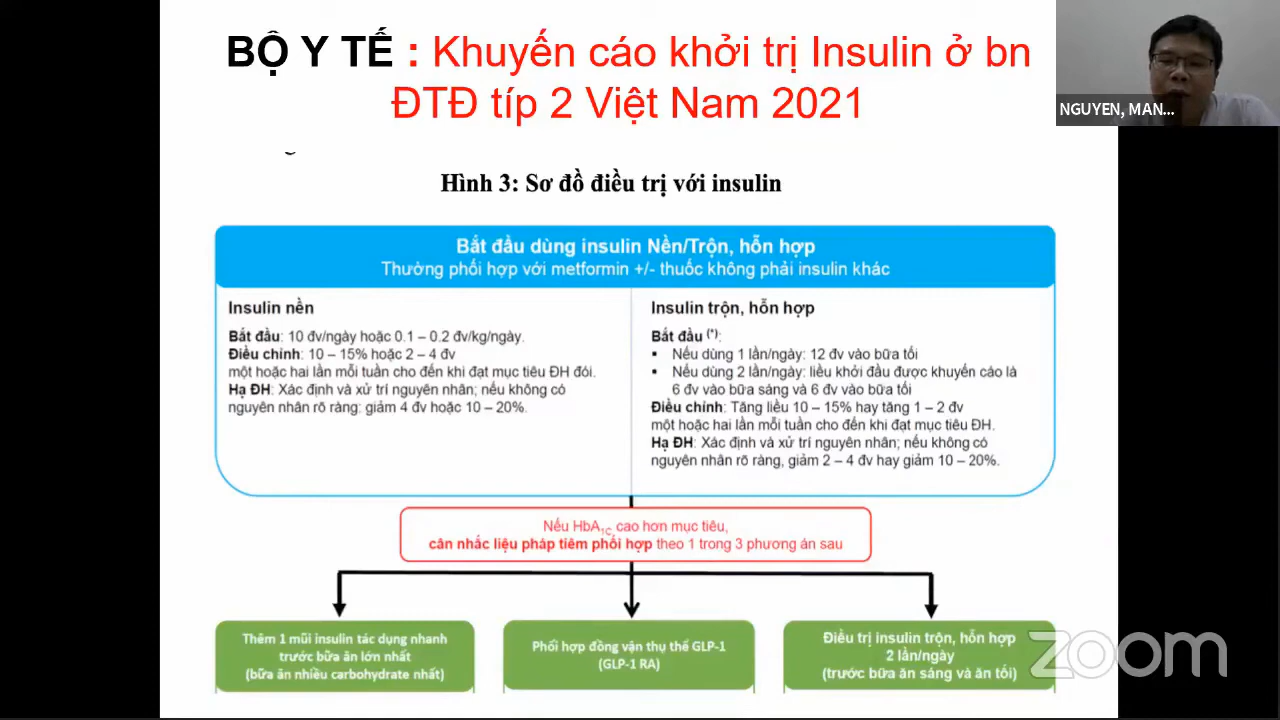 BỘ Y TẾ : Khuyến cáo khởi trị Insulin ở bn
ĐTĐ típ 2 Việt Nam 2021
NGUYEN, MAN...
Hình 3: Sơ đồ điều trị với insulin
Bắt đầu dùng insulin Nền/Trộn, hỗn hợp
Thường phối hợp với metformin +/- thuốc không phải insulin khác
Insulin nền
Bắt đầu: 10 đv/ngày hoặc 0.1 – 0.2 đv/kg/ngày.
Điều chỉnh: 10 – 15% hoặc 2 – 4 đv
một hoặc hai lần mỗi tuần cho đến khi đạt mục tiêu ĐH đói.
Hạ ĐH: Xác định và xử trí nguyên nhân; nếu không có
nguyên nhân rõ ràng; giảm 4 đv hoặc 10 – 20%.
Insulin trộn, hỗn hợp
Bắt đầu (*):
▪ Nếu dùng 1 lần/ngày: 12 đv vào bữa tối
▪ Nếu dùng 2 lần/ngày: liều khởi đầu được khuyến cáo là
6 đv vào bữa sáng và 6 đv vào bữa tối
Điều chỉnh: Tăng liều 10 – 15% hay tăng 1 – 2 đv
một hoặc hai lần mỗi tuần cho đến khi đạt mục tiêu ĐH.
Hạ ĐH: Xác định và xử trí nguyên nhân; nếu không có
nguyên nhân rõ ràng, giảm 2 – 4 đv hay giảm 10 – 20%.
Nếu HbA1C cao hơn mục tiêu,
cân nhắc liệu pháp tiêm phối hợp theo 1 trong 3 phương án sau
Thêm 1 mũi insulin tác dụng nhanh
trước bữa ăn lớn nhất
(bữa ăn nhiều carbohydrate nhất)
Phối hợp đồng vận thụ thể GLP-1
(GLP-1 RA)
Điều trị insulin trộn, hỗn hợp
2 lần/ngày
(trước bữa ăn sáng và ăn tối)
zoom